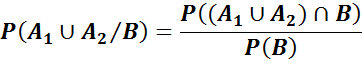 P(A₁ ∪ A₂/B) = P((A₁ ∪ A₂) ∩ B) / P(B)